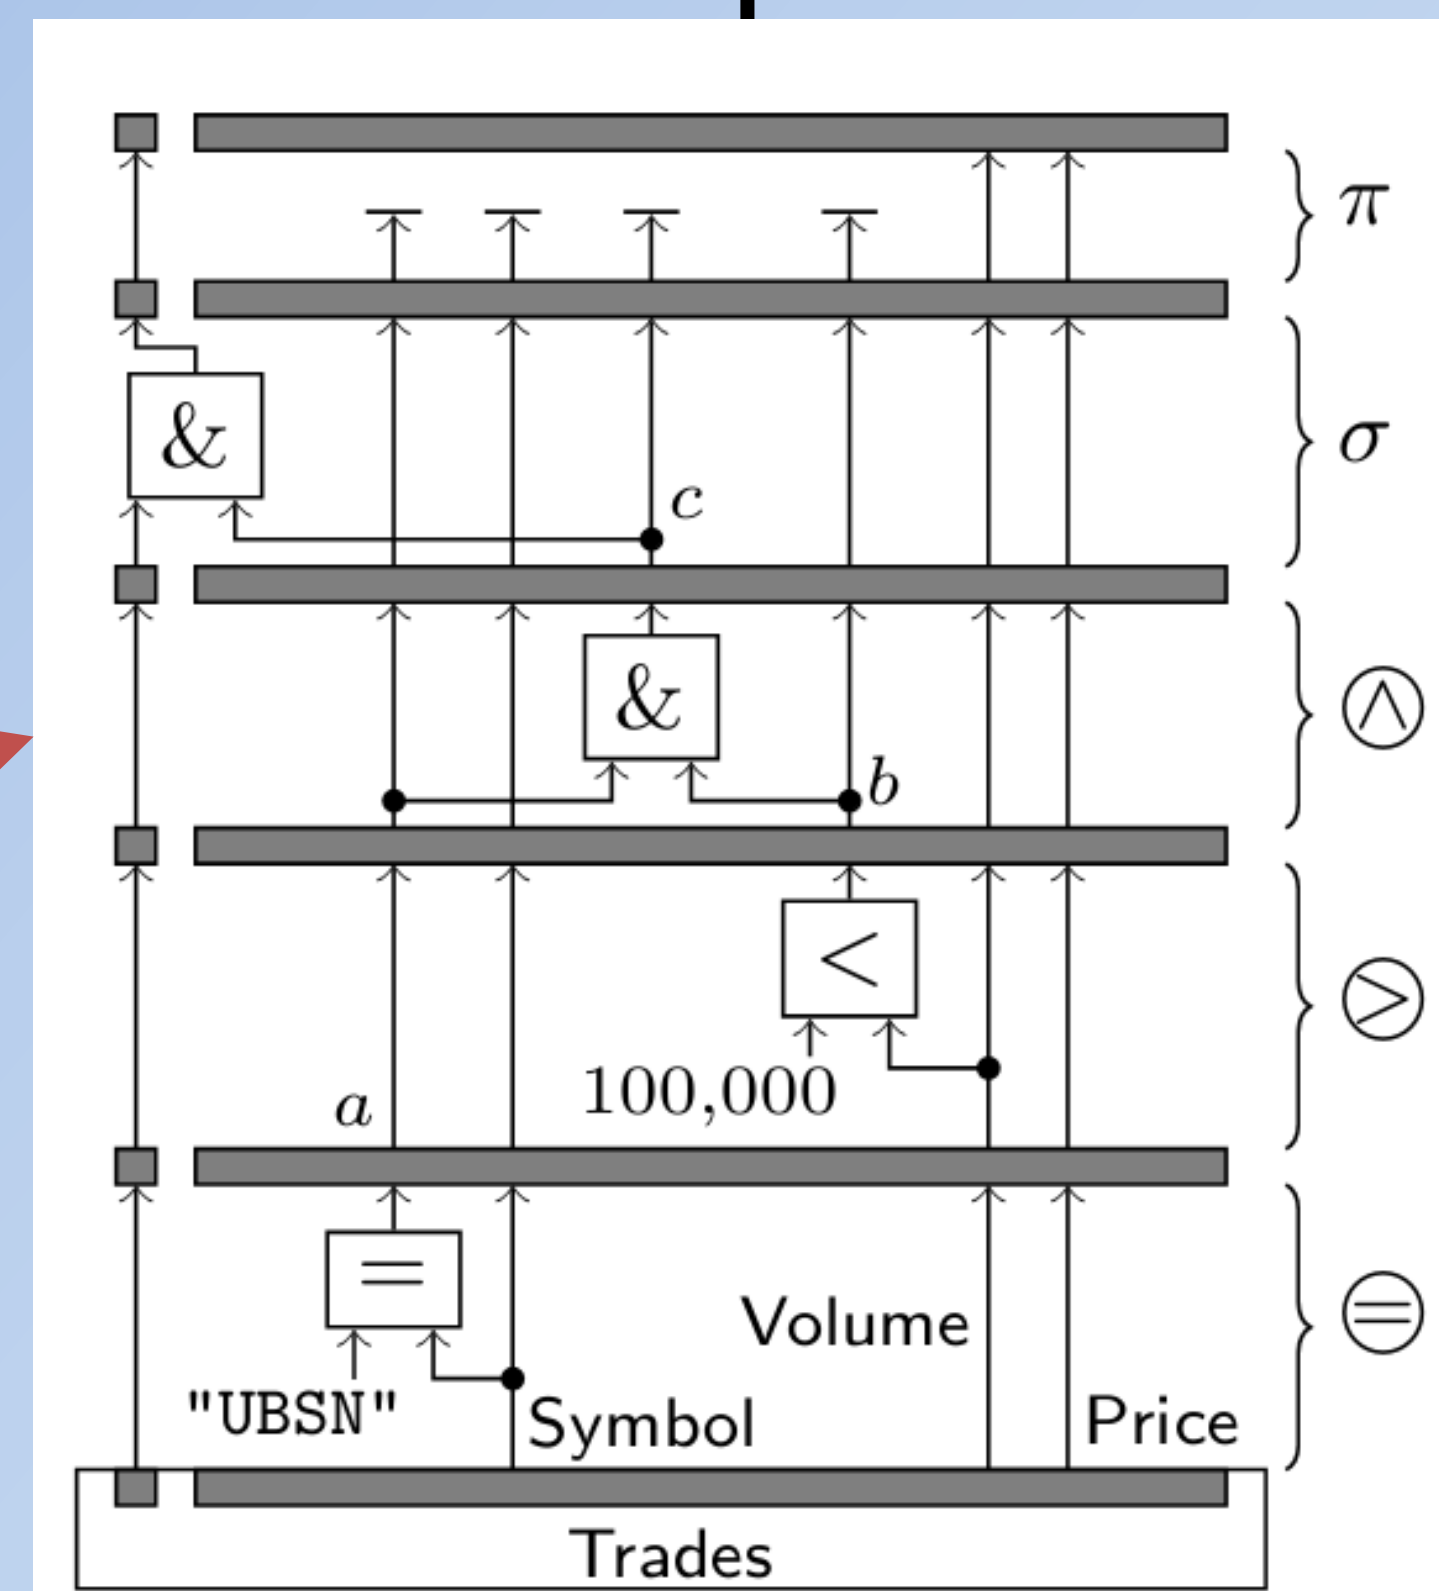 π
& σ
c
& ∧
b
< >
a 100,000
= =
Volume
"UBSN" Symbol Price
Trades